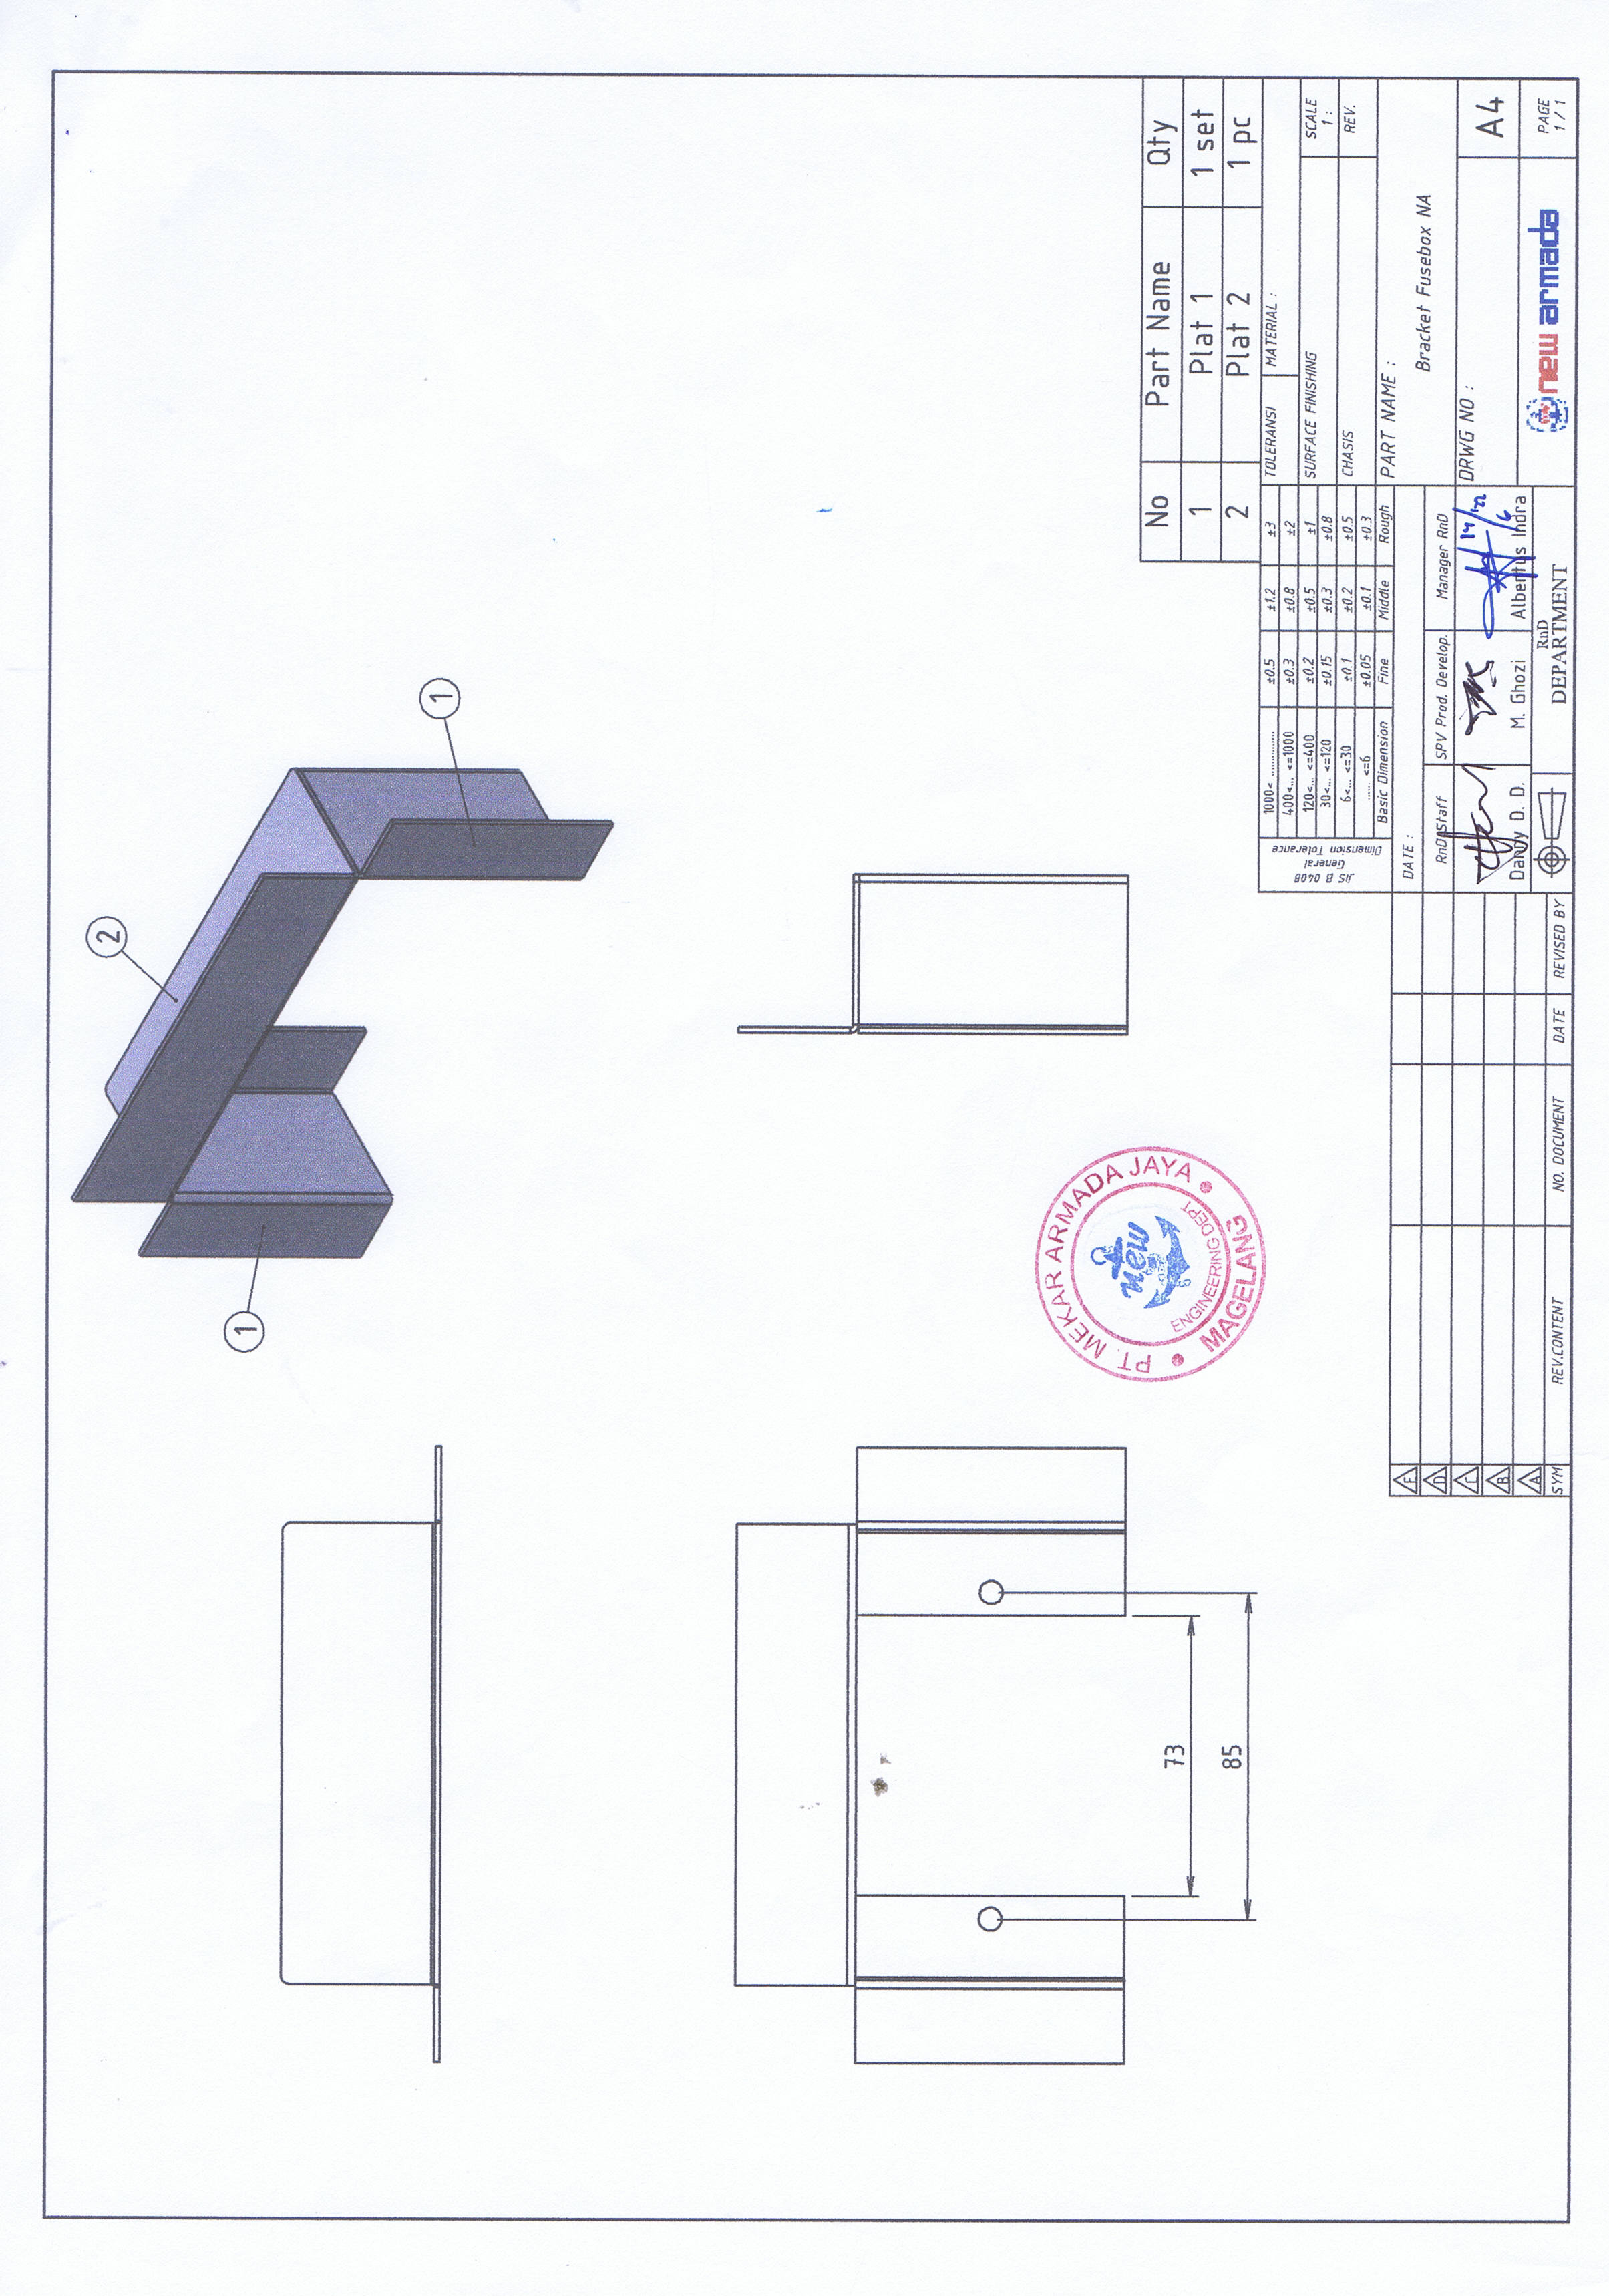 2
1
1
73
85
PT. MEKAR ARMADA JAYA
new
ENGINEERING DEPT
MAGELANG
No Part Name Qty
1 Plat 1 1 set
2 Plat 2 1 pc
JIS B 0408
General
Dimension Tolerance
1000< ............... ±0.5 ±1.2 ±3
400<... <=1000 ±0.3 ±0.8 ±2
120<... <=400 ±0.2 ±0.5 ±1
30<... <=120 ±0.15 ±0.3 ±0.8
6<... <=30 ±0.1 ±0.2 ±0.5
...... <=6 ±0.05 ±0.1 ±0.3
Basic Dimension Fine Middle Rough
TOLERANSI MATERIAL :
SURFACE FINISHING
SCALE
1 :
CHASIS
REV.
PART NAME :
Bracket Fusebox NA
DATE :
RnD Staff SPV Prod. Develop. Manager RnD
14/6/'22
Danny D. D. M. Ghozi Albertus Indra
RnD
DEPARTMENT
DRWG NO :
A4
new armada
PAGE
1 / 1
E
D
C
B
A
SYM REV.CONTENT NO. DOCUMENT DATE REVISED BY